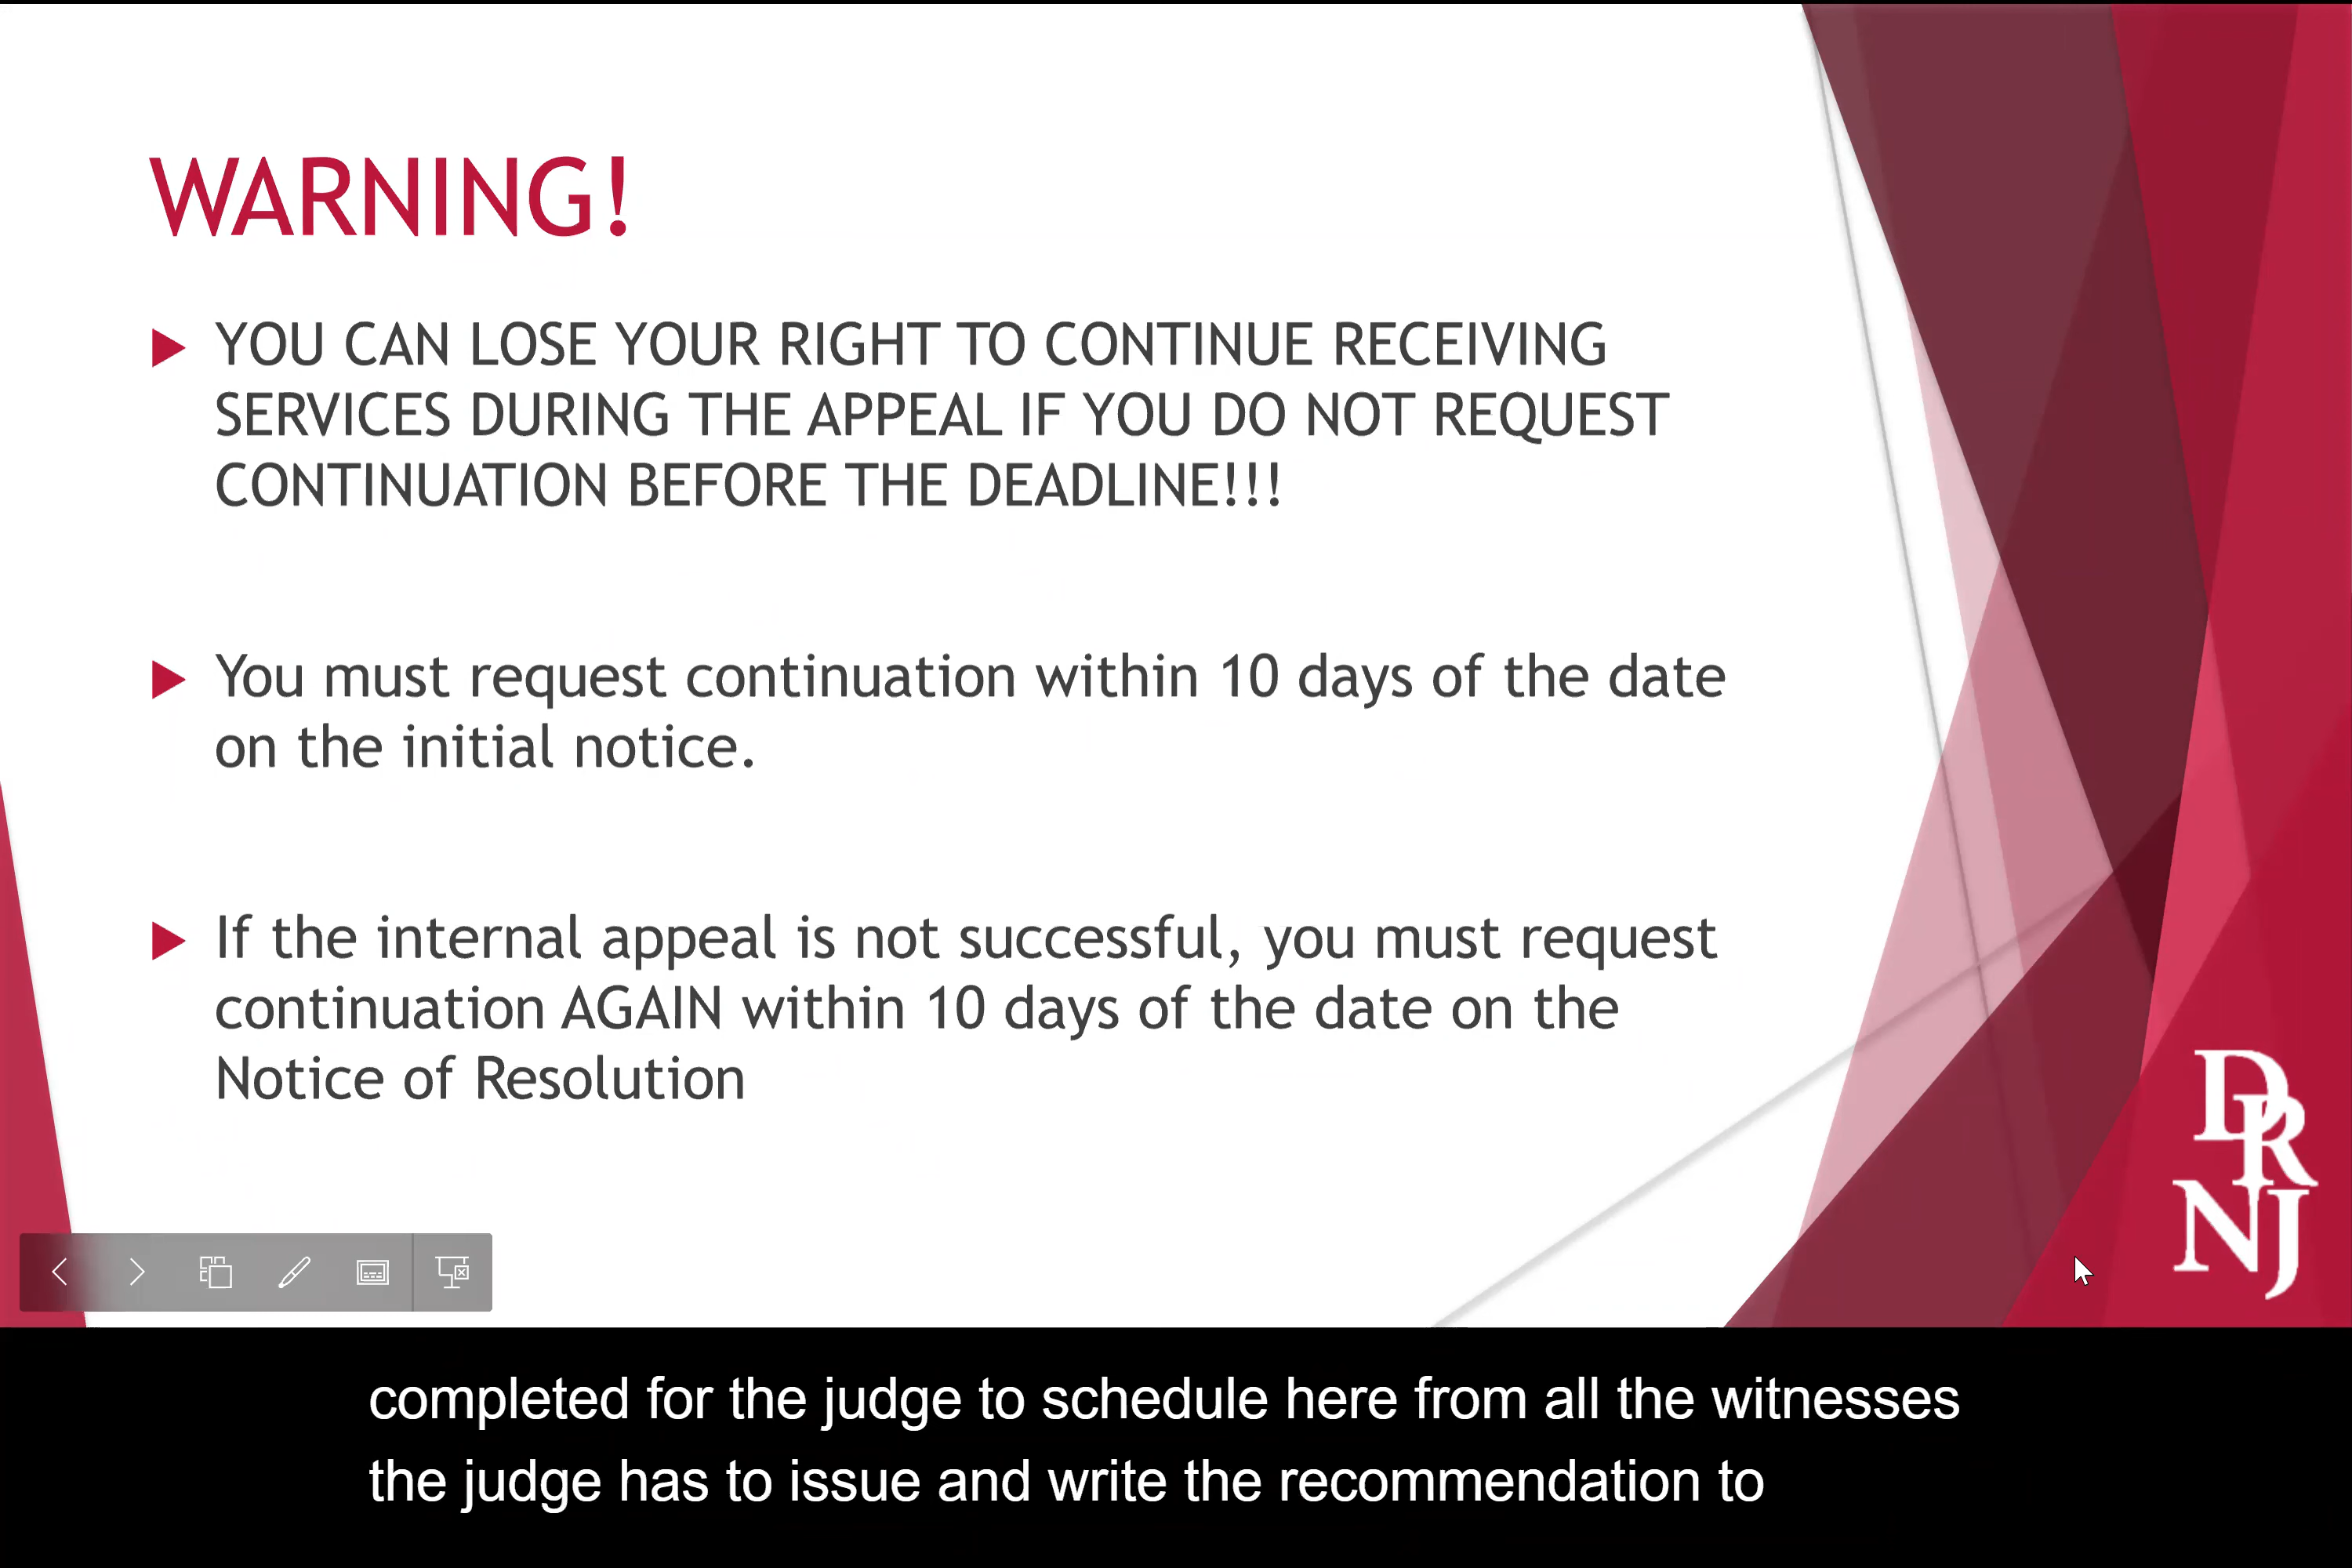 WARNING!
YOU CAN LOSE YOUR RIGHT TO CONTINUE RECEIVING
SERVICES DURING THE APPEAL IF YOU DO NOT REQUEST
CONTINUATION BEFORE THE DEADLINE!!!
You must request continuation within 10 days of the date
on the initial notice.
If the internal appeal is not successful, you must request
continuation AGAIN within 10 days of the date on the
Notice of Resolution
DR
NJ
completed for the judge to schedule here from all the witnesses
the judge has to issue and write the recommendation to